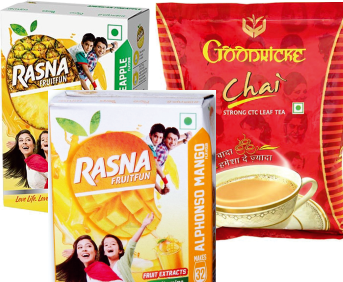 RASNA
FRUITFUN
Love Life. Love
GOODRICKE
Chai
STRONG CTC LEAF TEA
हमेशा दे ज्यादा
RASNA
FRUITFUN
ALPHONSO MANGO
FRUIT EXTRACTS
MAKES
32